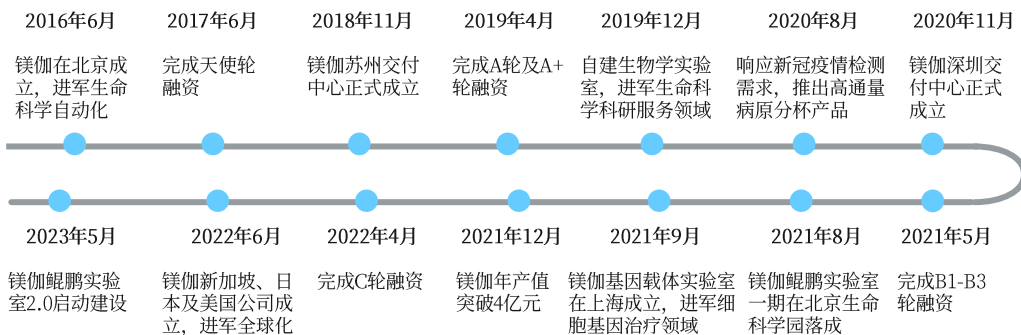 2016年6月
镁伽在北京成
立，进军生命
科学自动化
2017年6月
完成天使轮
融资
2018年11月
镁伽苏州交付
中心正式成立
2019年4月
完成A轮及A+
轮融资
2019年12月
自建生物学实验
室，进军生命科
学科研服务领域
2020年8月
响应新冠疫情检测
需求，推出高通量
病原分杯产品
2020年11月
镁伽深圳交
付中心正式
成立
2021年5月
完成B1-B3
轮融资
2021年8月
镁伽鲲鹏实验室
一期在北京生命
科学园落成
2021年9月
镁伽基因载体实验室
在上海成立，进军细
胞基因治疗领域
2021年12月
镁伽年产值
突破4亿元
2022年4月
完成C轮融资
2022年6月
镁伽新加坡、日
本及美国公司成
立，进军全球化
2023年5月
镁伽鲲鹏实验
室2.0启动建设